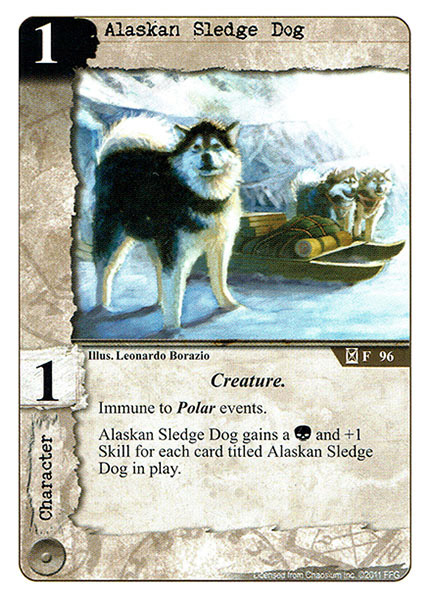 1
Alaskan Sledge Dog
Illus. Leonardo Borazio
F 96
1
Creature.
Immune to Polar events.
Alaskan Sledge Dog gains a and +1
Skill for each card titled Alaskan Sledge
Dog in play.
Character
Licensed from Chaosium Inc. ©2011 FFG